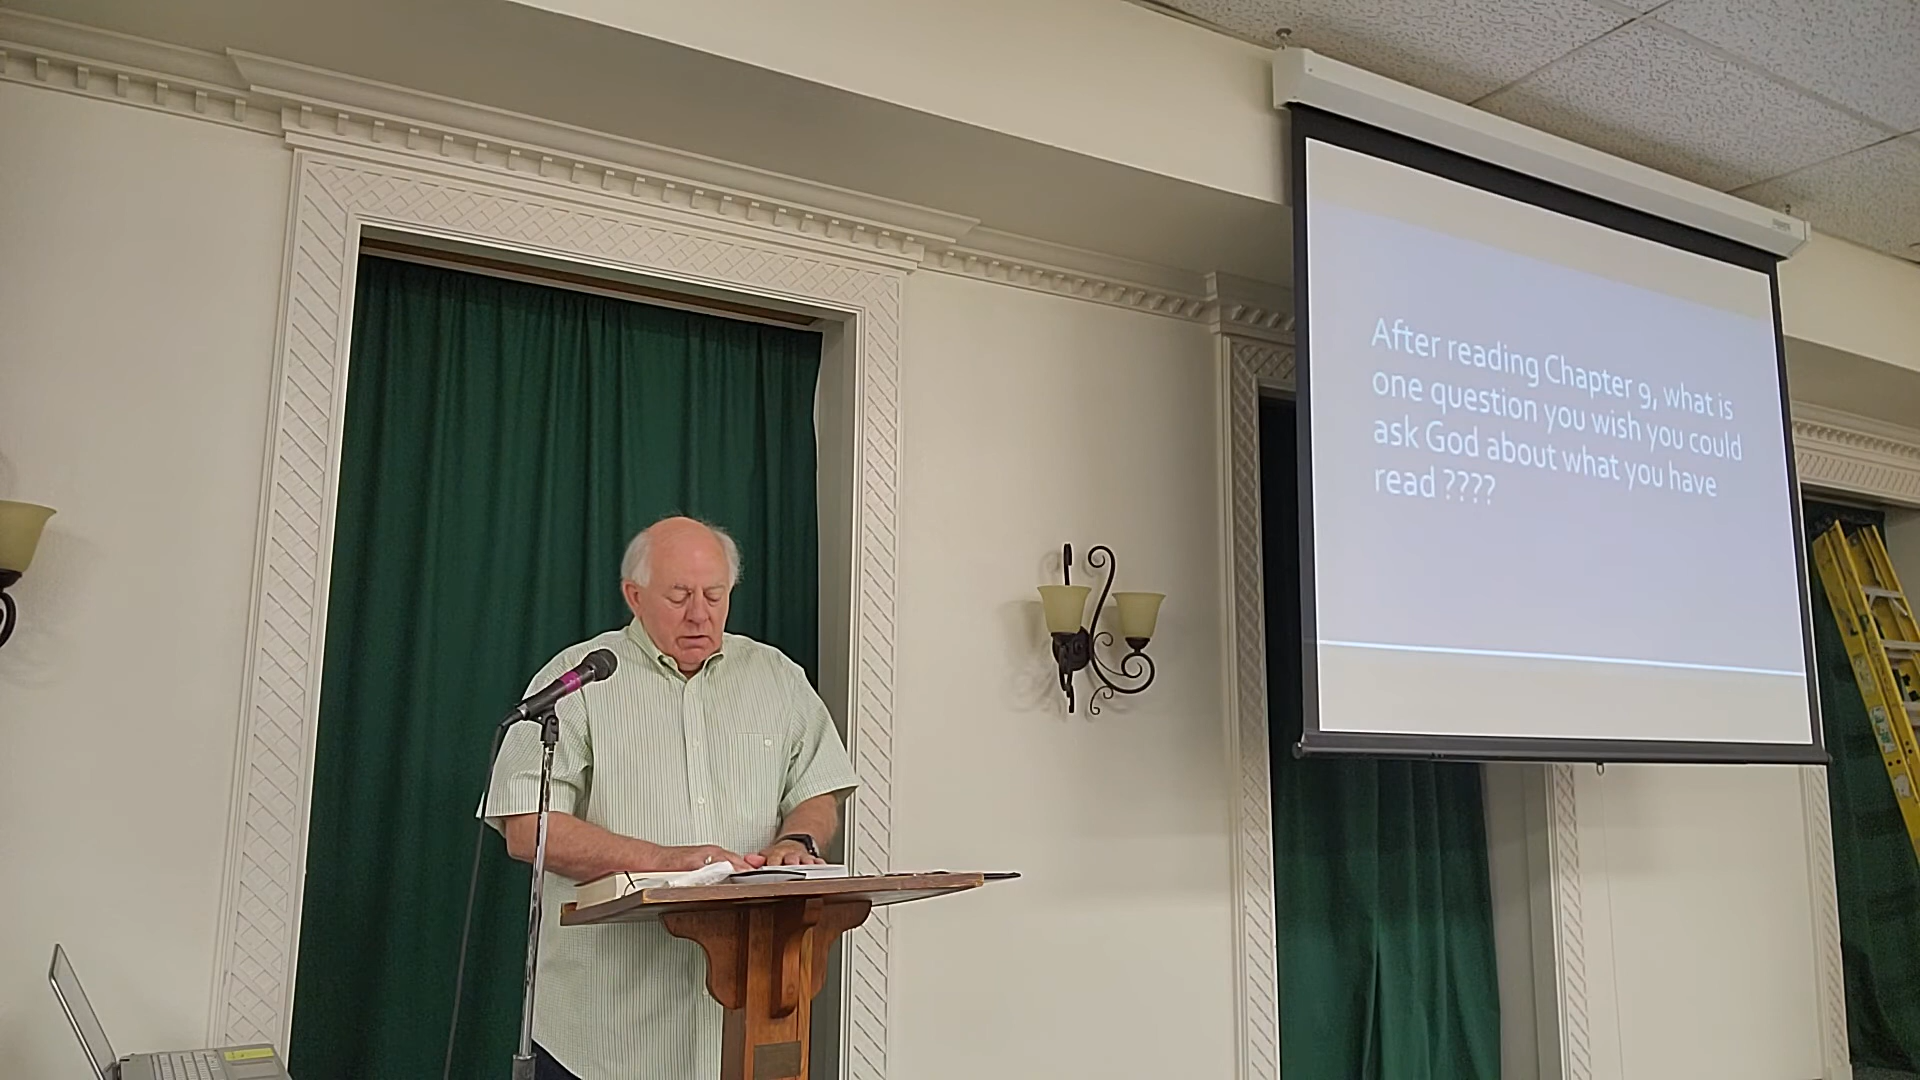 After reading Chapter 9, what is
one question you wish you could
ask God about what you have
read ????